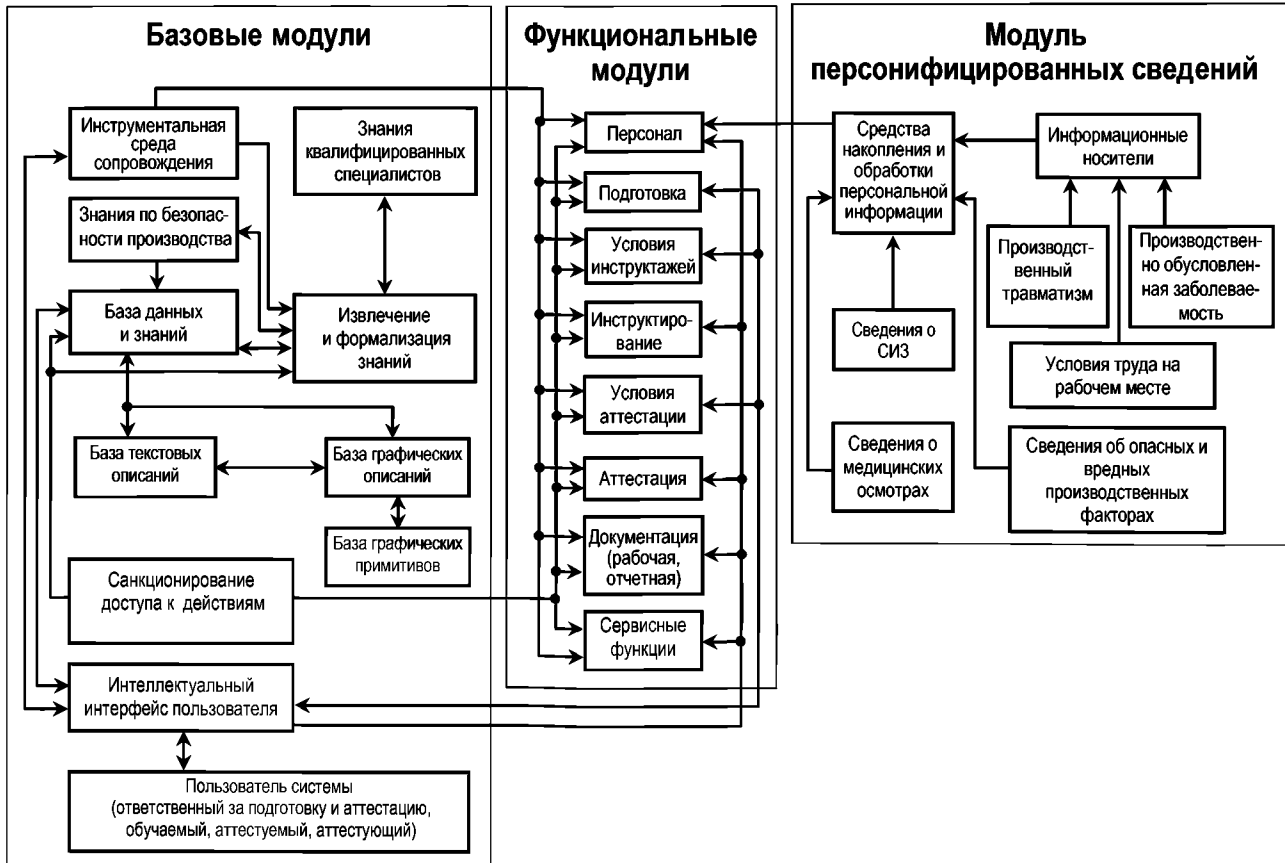 Базовые модули
Инструментальная
среда
сопровождения
Знания
квалифицированных
специалистов
Знания по безопас-
ности производства
База данных
и знаний
Извлечение
и формализация
знаний
База текстовых
описаний
База графических
описаний
База графических
примитивов
Санкционирование
доступа к действиям
Интеллектуальный
интерфейс пользователя
Пользователь системы
(ответственный за подготовку и аттестацию,
обучаемый, аттестуемый, аттестующий)
Функциональные
модули
Персонал
Подготовка
Условия
инструктажей
Инструктиро-
вание
Условия
аттестации
Аттестация
Документация
(рабочая,
отчетная)
Сервисные
функции
Модуль
персонифицированных сведений
Средства
накопления и
обработки
персональной
информации
Информационные
носители
Производст-
венный
травматизм
Производствен-
но обусловлен-
ная заболевае-
мость
Сведения о
СИЗ
Условия труда на
рабочем месте
Сведения о
медицинских
осмотрах
Сведения об опасных и
вредных
производственных
факторах